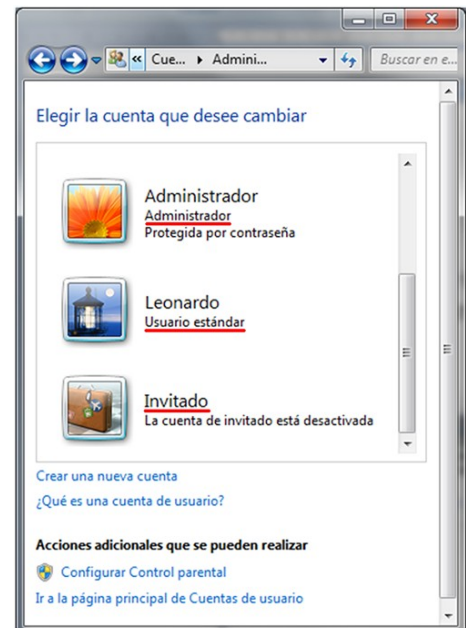 « Cue... Admini... Buscar en e...
Elegir la cuenta que desee cambiar
Administrador
Administrador
Protegida por contraseña
Leonardo
Usuario estándar
Invitado
La cuenta de invitado está desactivada
Crear una nueva cuenta
¿Qué es una cuenta de usuario?
Acciones adicionales que se pueden realizar
Configurar Control parental
Ir a la página principal de Cuentas de usuario